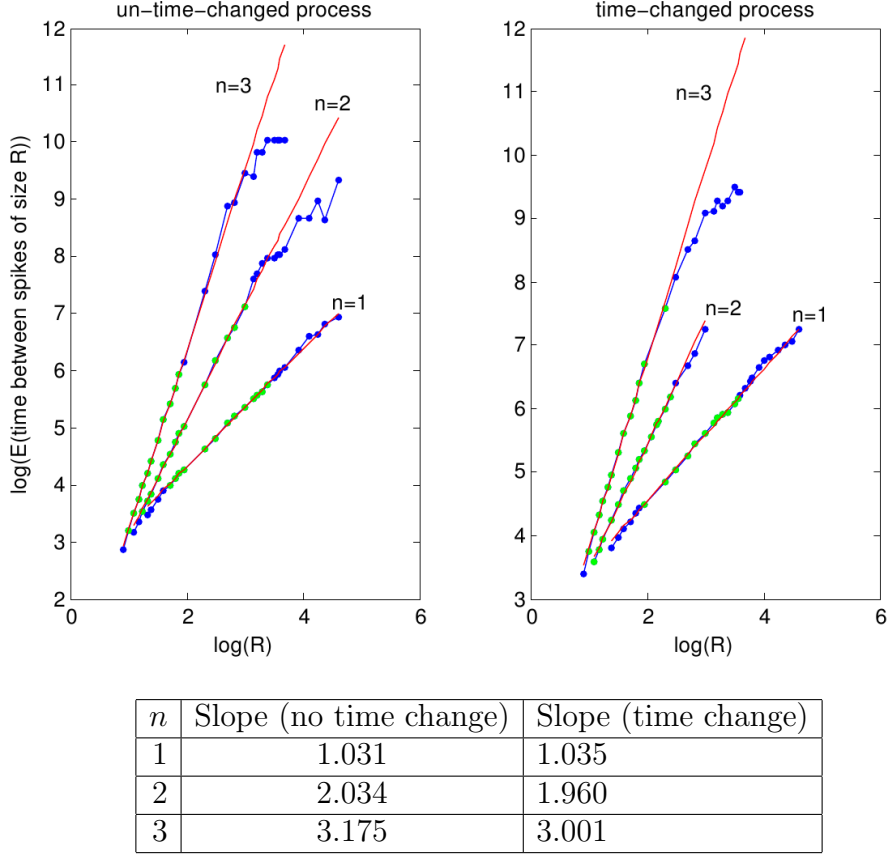 un-time-changed process
time-changed process
12
11
10
9
8
7
6
5
4
3
2
0
2
4
6
log(R)
log(E(time between spikes of size R))
n=3
n=2
n=1
12
11
10
9
8
7
6
5
4
3
0
2
4
6
log(R)
n=3
n=2
n=1
n Slope (no time change) Slope (time change)
1 1.031 1.035
2 2.034 1.960
3 3.175 3.001